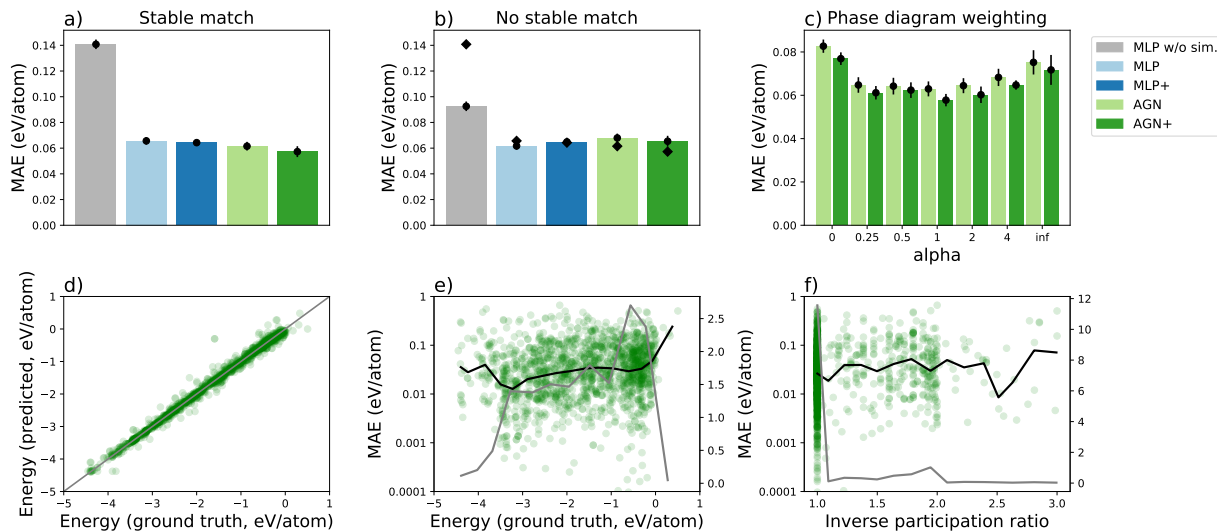 a)
Stable match
MAE (eV/atom)
0.14
0.12
0.10
0.08
0.06
0.04
0.02
0.00
b)
No stable match
MAE (eV/atom)
0.14
0.12
0.10
0.08
0.06
0.04
0.02
0.00
c)
Phase diagram weighting
MAE (eV/atom)
0.08
0.06
0.04
0.02
0.00
0 0.25 0.5 1 2 4 inf
alpha
MLP w/o sim.
MLP
MLP+
AGN
AGN+
d)
Energy (predicted, eV/atom)
1
0
−1
−2
−3
−4
−5
−5 −4 −3 −2 −1 0 1
Energy (ground truth, eV/atom)
e)
MAE (eV/atom)
1
0.1
0.01
0.001
0.0001
2.5
2.0
1.5
1.0
0.5
0.0
−5 −4 −3 −2 −1 0 1
Energy (ground truth, eV/atom)
f)
MAE (eV/atom)
1
0.1
0.01
0.001
0.0001
12
10
8
6
4
2
0
1.0 1.5 2.0 2.5 3.0
Inverse participation ratio